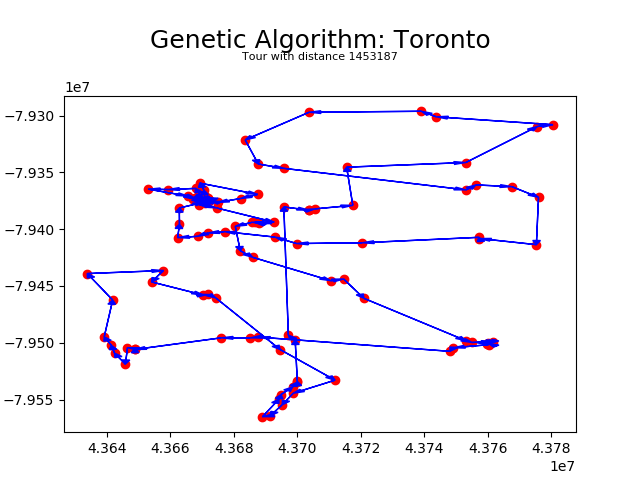 Genetic Algorithm: Toronto
Tour with distance 1453187
1e7
−7.930
−7.935
−7.940
−7.945
−7.950
−7.955
4.364 4.366 4.368 4.370 4.372 4.374 4.376 4.378
1e7